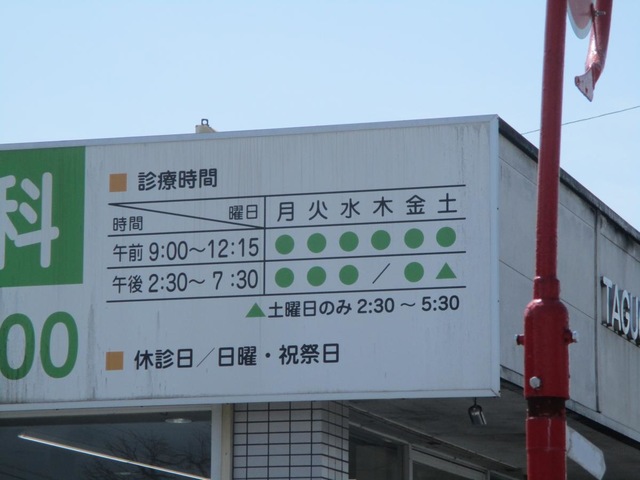 科
00
■ 診療時間
時間 曜日 月 火 水 木 金 土
午前 9:00～12:15 ● ● ● ● ● ●
午後 2:30～ 7:30 ● ● ● ／ ● ▲
▲土曜日のみ 2:30 ～ 5:30
■ 休診日／日曜・祝祭日
TAGU